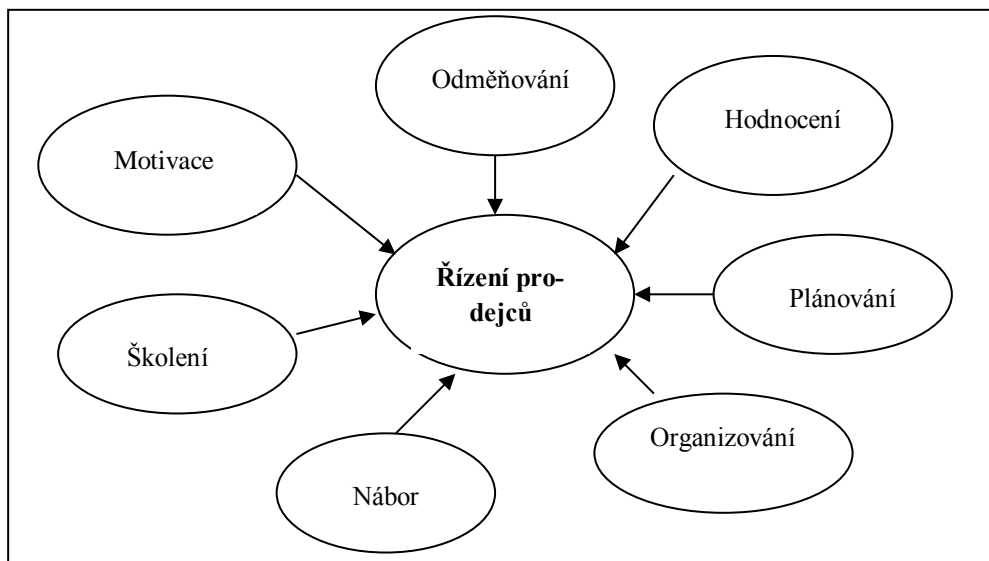 Odměňování
Hodnocení
Motivace
Řízení pro-
dejců
Plánování
Školení
Organizování
Nábor